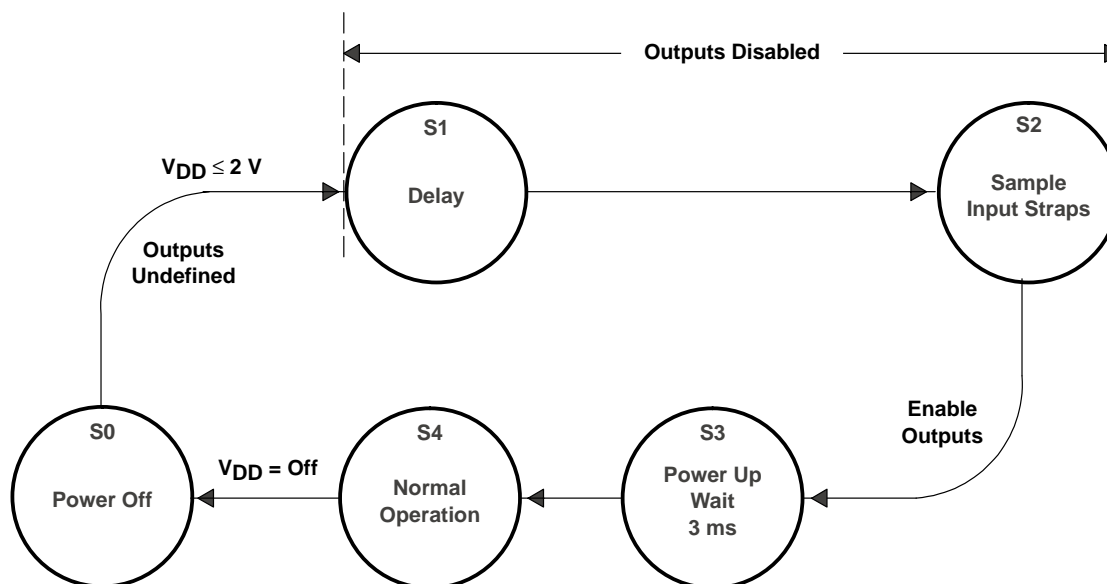 Outputs Disabled
S1
Delay
S2
Sample
Input Straps
VDD ≤ 2 V
Outputs
Undefined
Enable
Outputs
S0
Power Off
VDD = Off
S4
Normal
Operation
S3
Power Up
Wait
3 ms